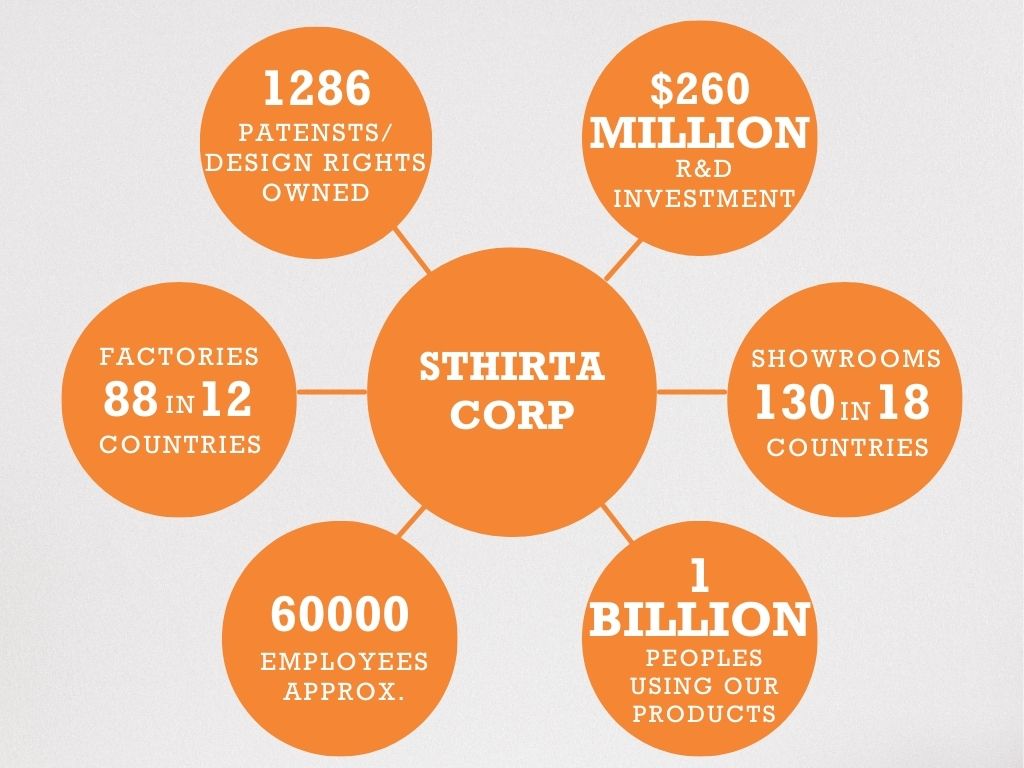 1286
PATENSTS/
DESIGN RIGHTS
OWNED
$260
MILLION
R&D
INVESTMENT
FACTORIES
88 IN 12
COUNTRIES
STHIRTA
CORP
SHOWROOMS
130 IN 18
COUNTRIES
60000
EMPLOYEES
APPROX.
1
BILLION
PEOPLES
USING OUR
PRODUCTS